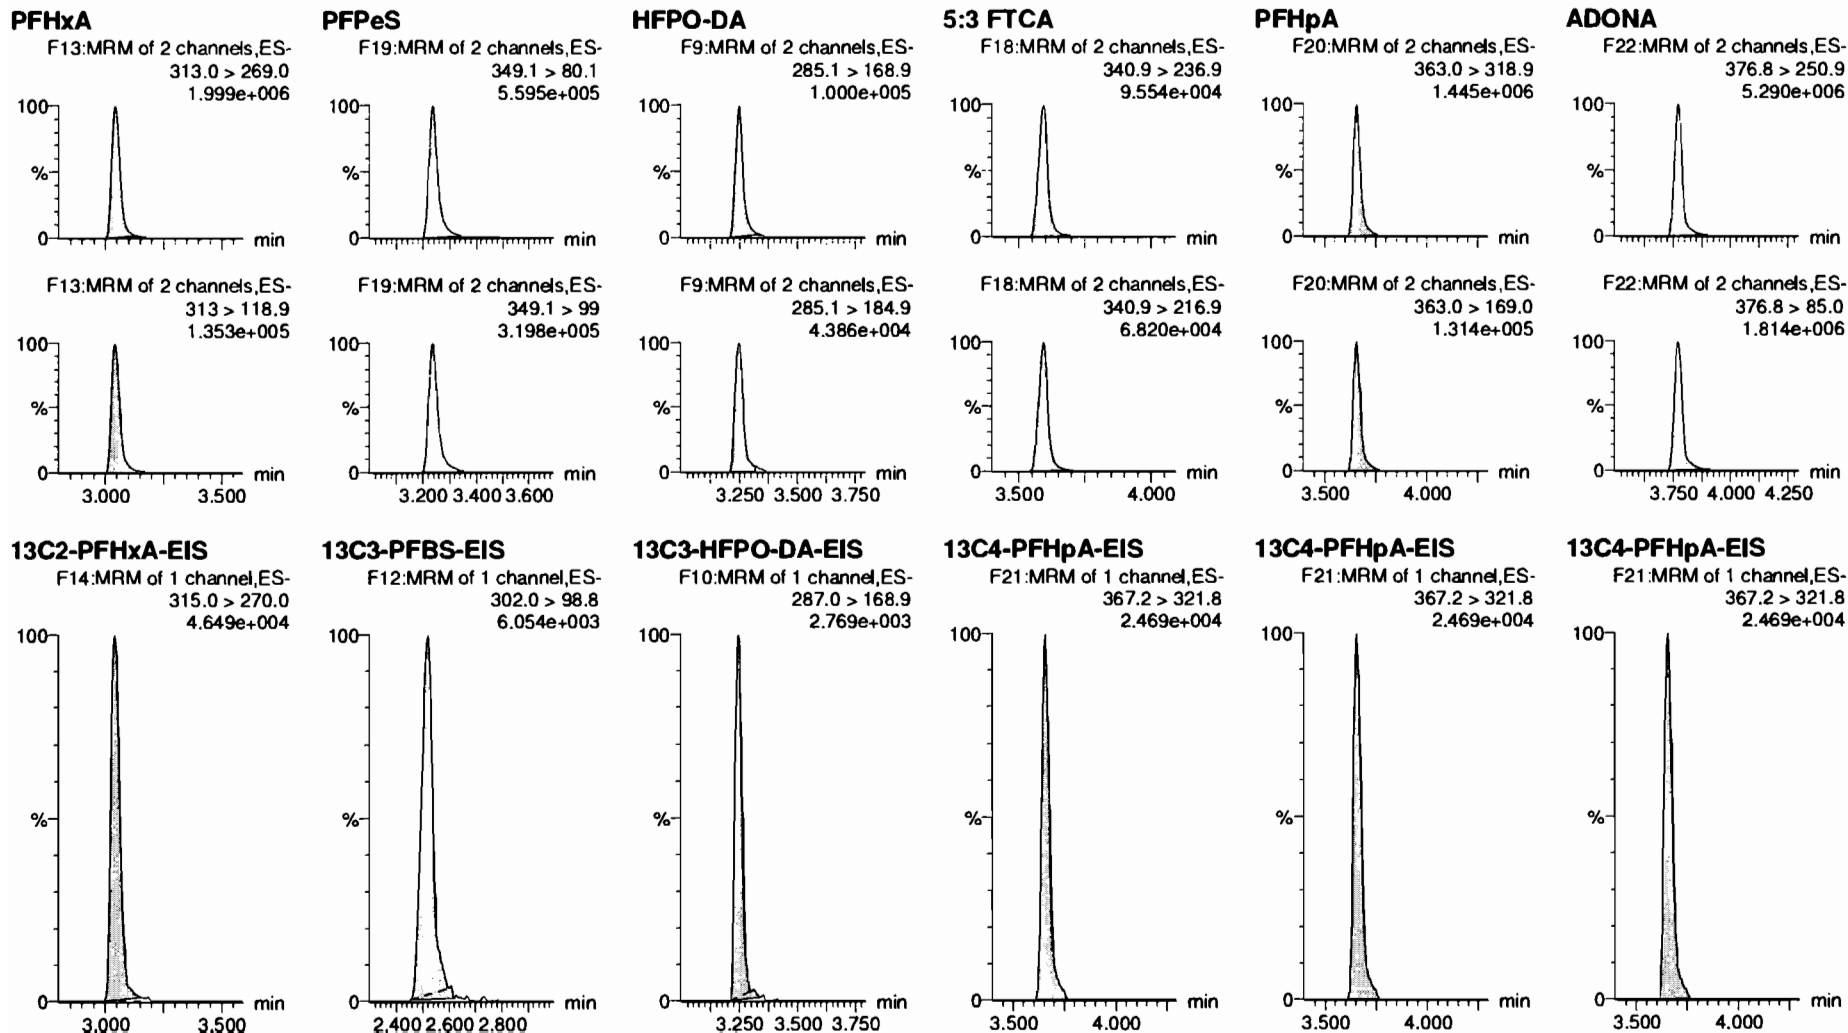 PFHxA
F13:MRM of 2 channels,ES-
313.0 > 269.0
1.999e+006
100
%
0
min
PFPeS
F19:MRM of 2 channels,ES-
349.1 > 80.1
5.595e+005
100
%
0
min
HFPO-DA
F9:MRM of 2 channels,ES-
285.1 > 168.9
1.000e+005
100
%
0
min
5:3 FTCA
F18:MRM of 2 channels,ES-
340.9 > 236.9
9.554e+004
100
%
0
min
PFHpA
F20:MRM of 2 channels,ES-
363.0 > 318.9
1.445e+006
100
%
0
min
ADONA
F22:MRM of 2 channels,ES-
376.8 > 250.9
5.290e+006
100
%
0
min
F13:MRM of 2 channels,ES-
313 > 118.9
1.353e+005
100
%
0
min
3.000 3.500
F19:MRM of 2 channels,ES-
349.1 > 99
3.198e+005
100
%
0
min
3.200 3.400 3.600
F9:MRM of 2 channels,ES-
285.1 > 184.9
4.386e+004
100
%
0
min
3.250 3.500 3.750
F18:MRM of 2 channels,ES-
340.9 > 216.9
6.820e+004
100
%
0
min
3.500 4.000
F20:MRM of 2 channels,ES-
363.0 > 169.0
1.314e+005
100
%
0
min
3.500 4.000
F22:MRM of 2 channels,ES-
376.8 > 85.0
1.814e+006
100
%
0
min
3.750 4.000 4.250
13C2-PFHxA-EIS
F14:MRM of 1 channel,ES-
315.0 > 270.0
4.649e+004
100
%
0
min
3.000 3.500
13C3-PFBS-EIS
F12:MRM of 1 channel,ES-
302.0 > 98.8
6.054e+003
100
%
0
min
2.400 2.600 2.800
13C3-HFPO-DA-EIS
F10:MRM of 1 channel,ES-
287.0 > 168.9
2.769e+003
100
%
0
min
3.250 3.500 3.750
13C4-PFHpA-EIS
F21:MRM of 1 channel,ES-
367.2 > 321.8
2.469e+004
100
%
0
min
3.500 4.000
13C4-PFHpA-EIS
F21:MRM of 1 channel,ES-
367.2 > 321.8
2.469e+004
100
%
0
min
3.500 4.000
13C4-PFHpA-EIS
F21:MRM of 1 channel,ES-
367.2 > 321.8
2.469e+004
100
%
0
min
3.500 4.000